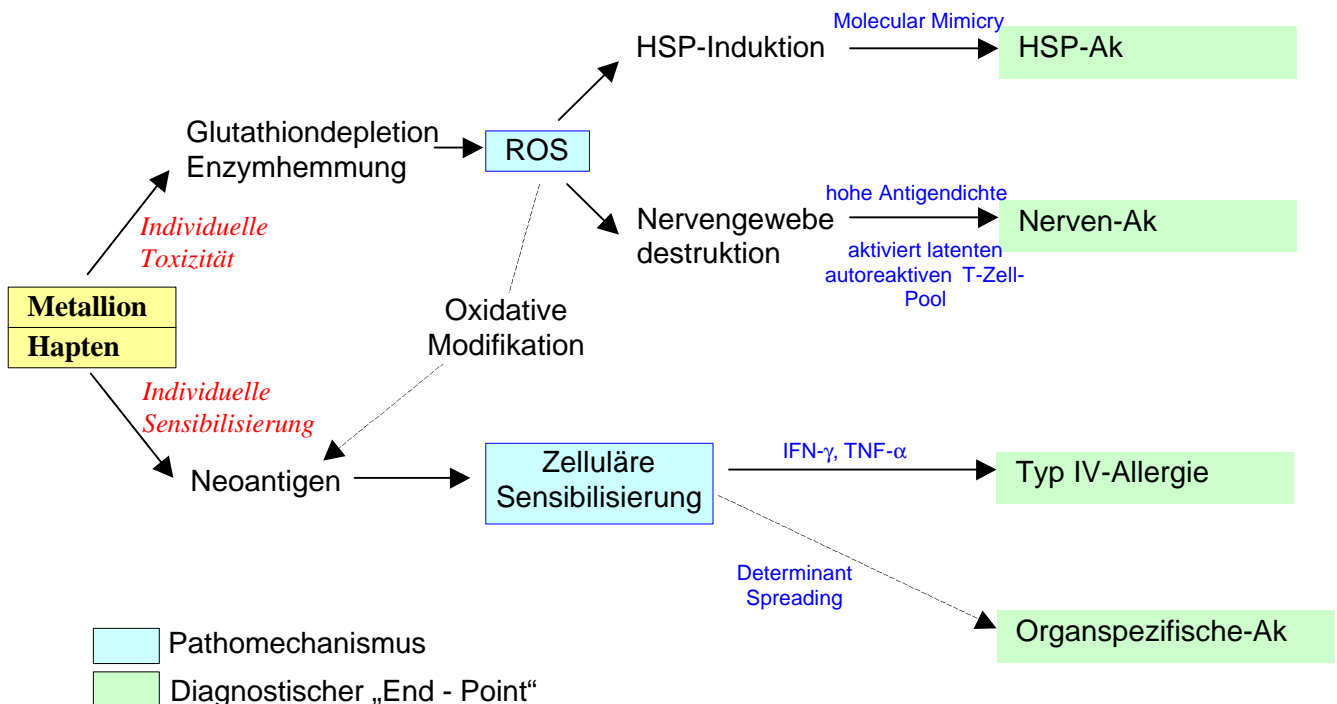 Molecular Mimicry
HSP-Induktion
HSP-Ak
Glutathiondepletion
Enzymhemmung
ROS
Individuelle
Toxizität
Nervengewebe
destruktion
hohe Antigendichte
aktiviert latenten
autoreaktiven T-Zell-
Pool
Nerven-Ak
Metallion
Hapten
Oxidative
Modifikation
Individuelle
Sensibilisierung
Neoantigen
Zelluläre
Sensibilisierung
IFN-γ, TNF-α
Typ IV-Allergie
Determinant
Spreading
Organspezifische-Ak
Pathomechanismus
Diagnostischer „End - Point“